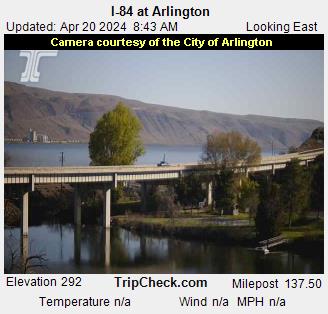 I-84 at Arlington
Updated: Apr 20 2024 8:43 AM Looking East
Camera courtesy of the City of Arlington
Elevation 292 TripCheck.com Milepost 137.50
Temperature n/a Wind n/a MPH n/a